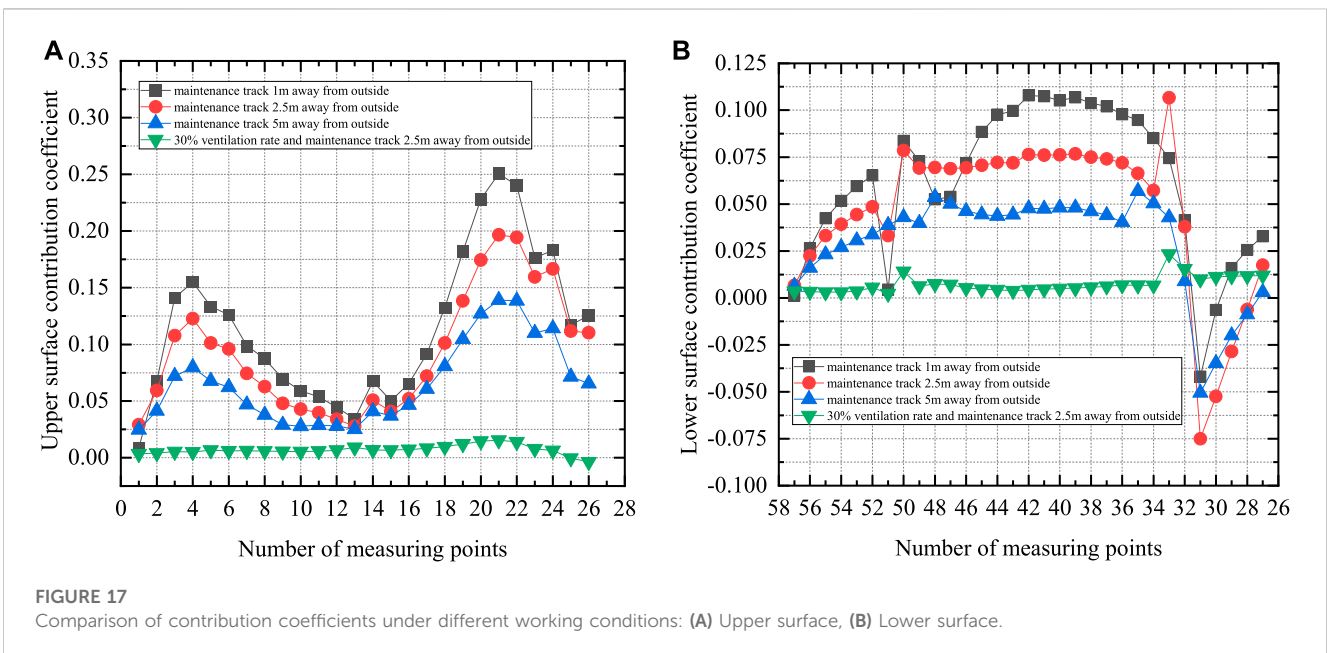 A
Upper surface contribution coefficient
0.35
0.30
0.25
0.20
0.15
0.10
0.05
0.00
maintenance track 1m away from outside
maintenance track 2.5m away from outside
maintenance track 5m away from outside
30% ventilation rate and maintenance track 2.5m away from outside
0 2 4 6 8 10 12 14 16 18 20 22 24 26 28
Number of measuring points
B
Lower surface contribution coefficient
0.125
0.100
0.075
0.050
0.025
0.000
-0.025
-0.050
-0.075
-0.100
maintenance track 1m away from outside
maintenance track 2.5m away from outside
maintenance track 5m away from outside
30% ventilation rate and maintenance track 2.5m away from outside
58 56 54 52 50 48 46 44 42 40 38 36 34 32 30 28 26
Number of measuring points
FIGURE 17
Comparison of contribution coefficients under different working conditions: (A) Upper surface, (B) Lower surface.